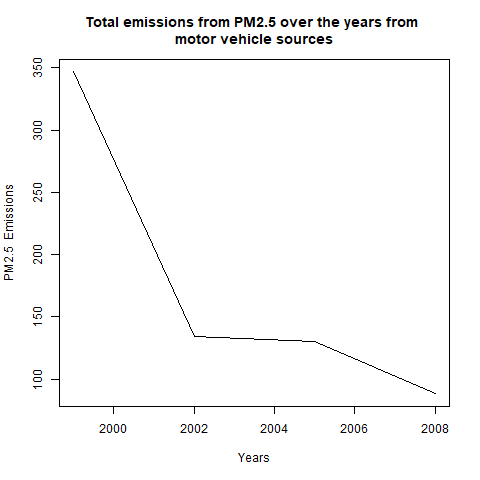 Total emissions from PM2.5 over the years from
motor vehicle sources
350
300
250
200
150
100
PM2.5 Emissions
2000 2002 2004 2006 2008
Years